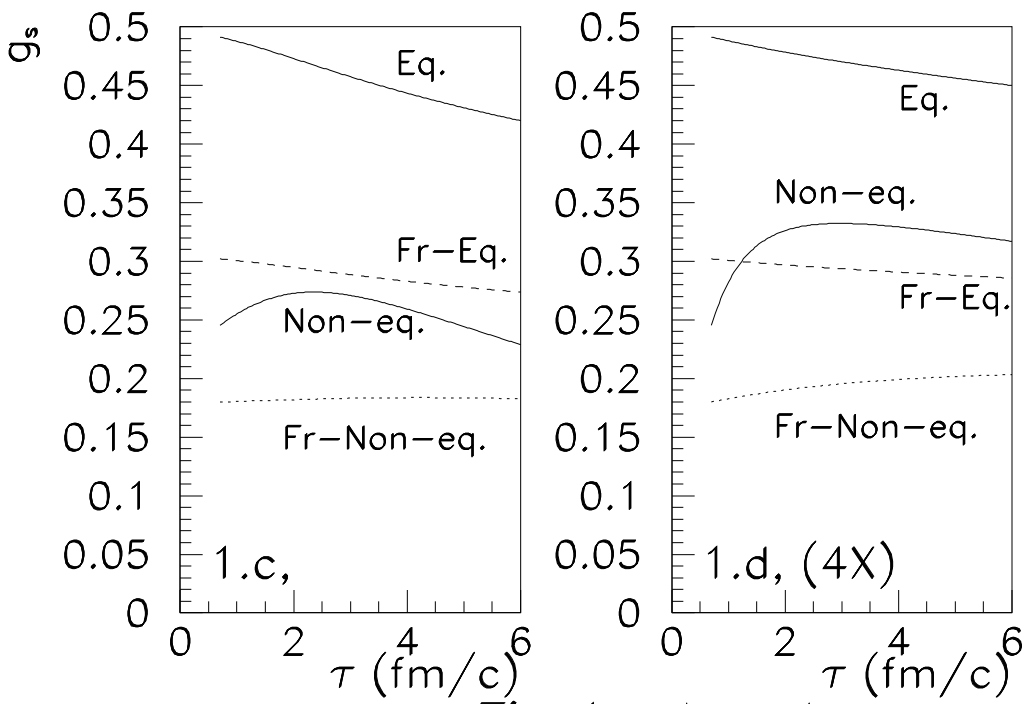 g_s
0.5
0.45
0.4
0.35
0.3
0.25
0.2
0.15
0.1
0.05
0
Eq.
Fr-Eq.
Non-eq.
Fr-Non-eq.
1.c,
0 2 4 6
τ (fm/c)
0.5
0.45
0.4
0.35
0.3
0.25
0.2
0.15
0.1
0.05
0
Eq.
Non-eq.
Fr-Eq.
Fr-Non-eq.
1.d, (4X)
0 2 4 6
τ (fm/c)